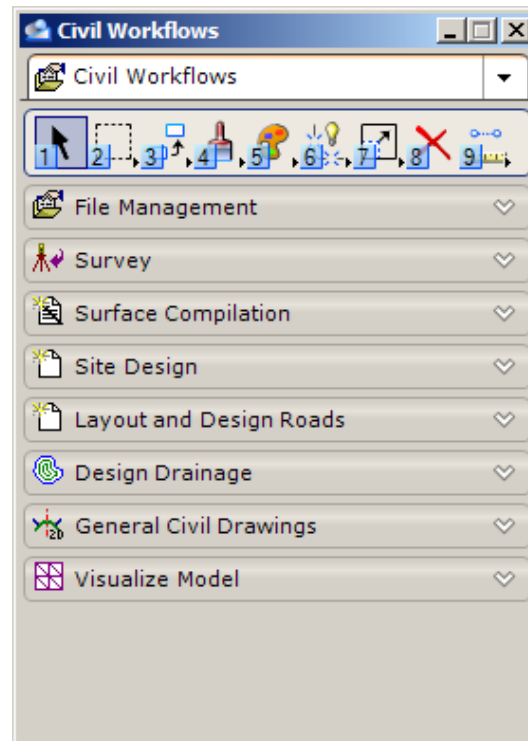 Civil Workflows
Civil Workflows
1 2 3 4 5 6 7 8 9
File Management
Survey
Surface Compilation
Site Design
Layout and Design Roads
Design Drainage
2D General Civil Drawings
Visualize Model